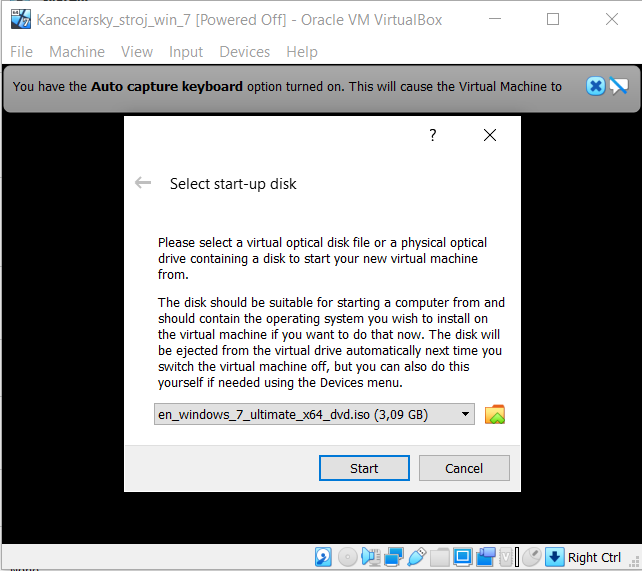 Kancelarsky_stroj_win_7 [Powered Off] - Oracle VM VirtualBox
File Machine View Input Devices Help
You have the Auto capture keyboard option turned on. This will cause the Virtual Machine to
?
Select start-up disk
Please select a virtual optical disk file or a physical optical
drive containing a disk to start your new virtual machine
from.
The disk should be suitable for starting a computer from and
should contain the operating system you wish to install on
the virtual machine if you want to do that now. The disk will
be ejected from the virtual drive automatically next time you
switch the virtual machine off, but you can also do this
yourself if needed using the Devices menu.
en_windows_7_ultimate_x64_dvd.iso (3,09 GB)
Start Cancel
Right Ctrl